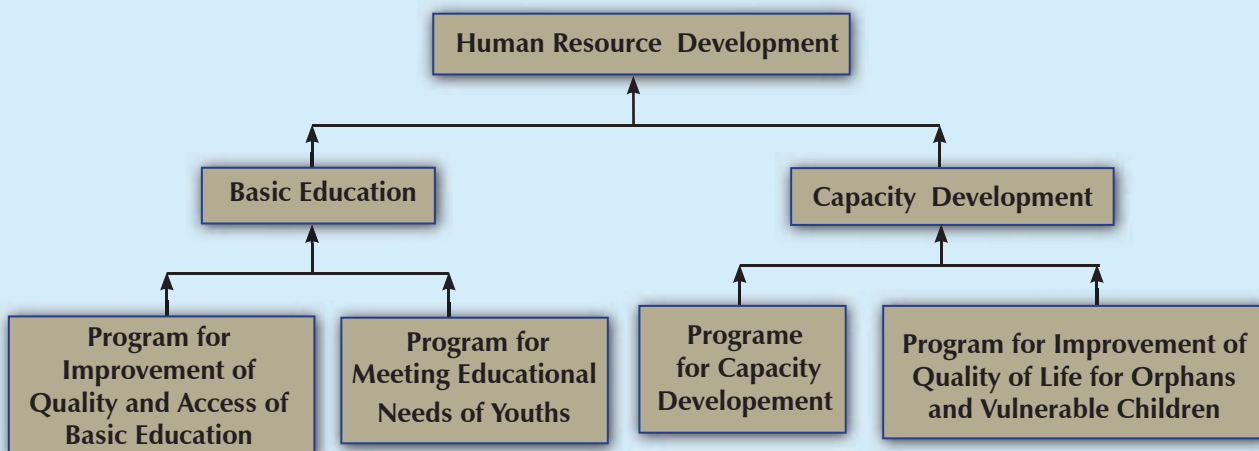 Human Resource Development
Basic Education
Capacity Development
Program for
Improvement of
Quality and Access of
Basic Education
Program for
Meeting Educational
Needs of Youths
Programe
for Capacity
Developement
Program for Improvement of
Quality of Life for Orphans
and Vulnerable Children